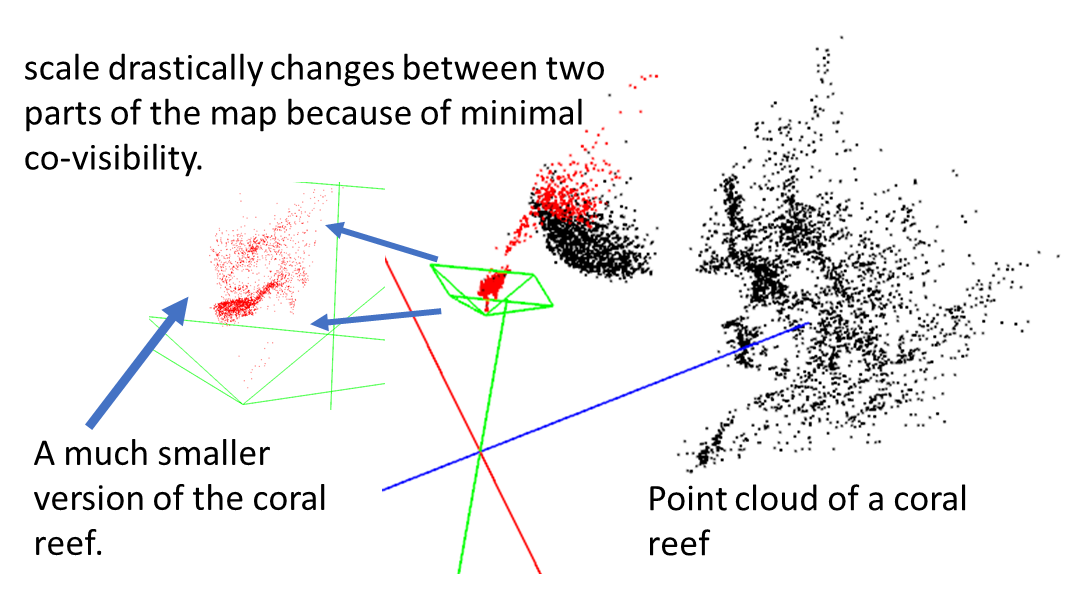 scale drastically changes between two
parts of the map because of minimal
co-visibility.
A much smaller
version of the coral
reef.
Point cloud of a coral
reef